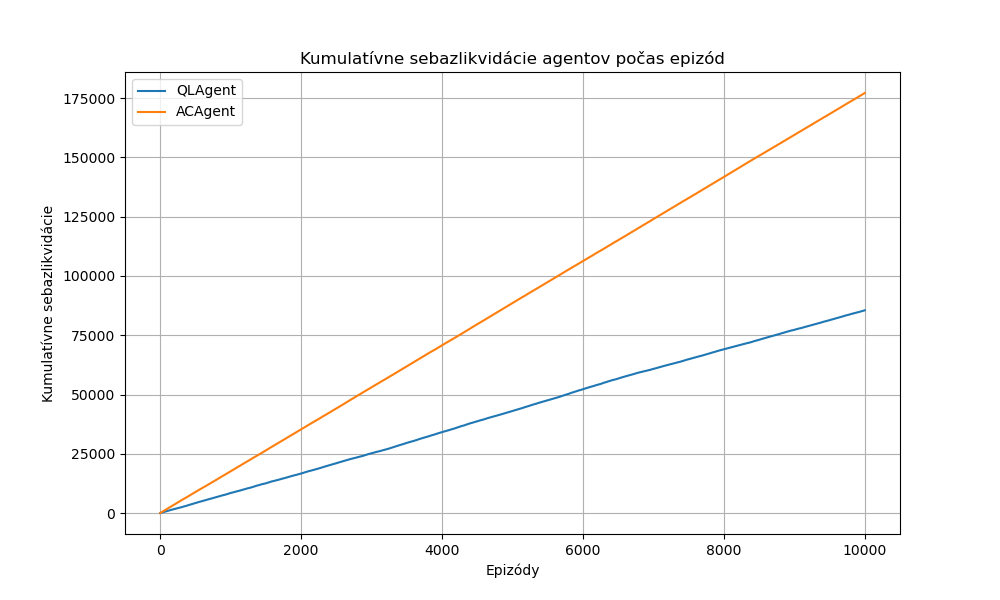 Kumulatívne sebazlikvidácie agentov počas epizód
QLAgent
ACAgent
Kumulatívne sebazlikvidácie
175000
150000
125000
100000
75000
50000
25000
0
0 2000 4000 6000 8000 10000
Epizódy